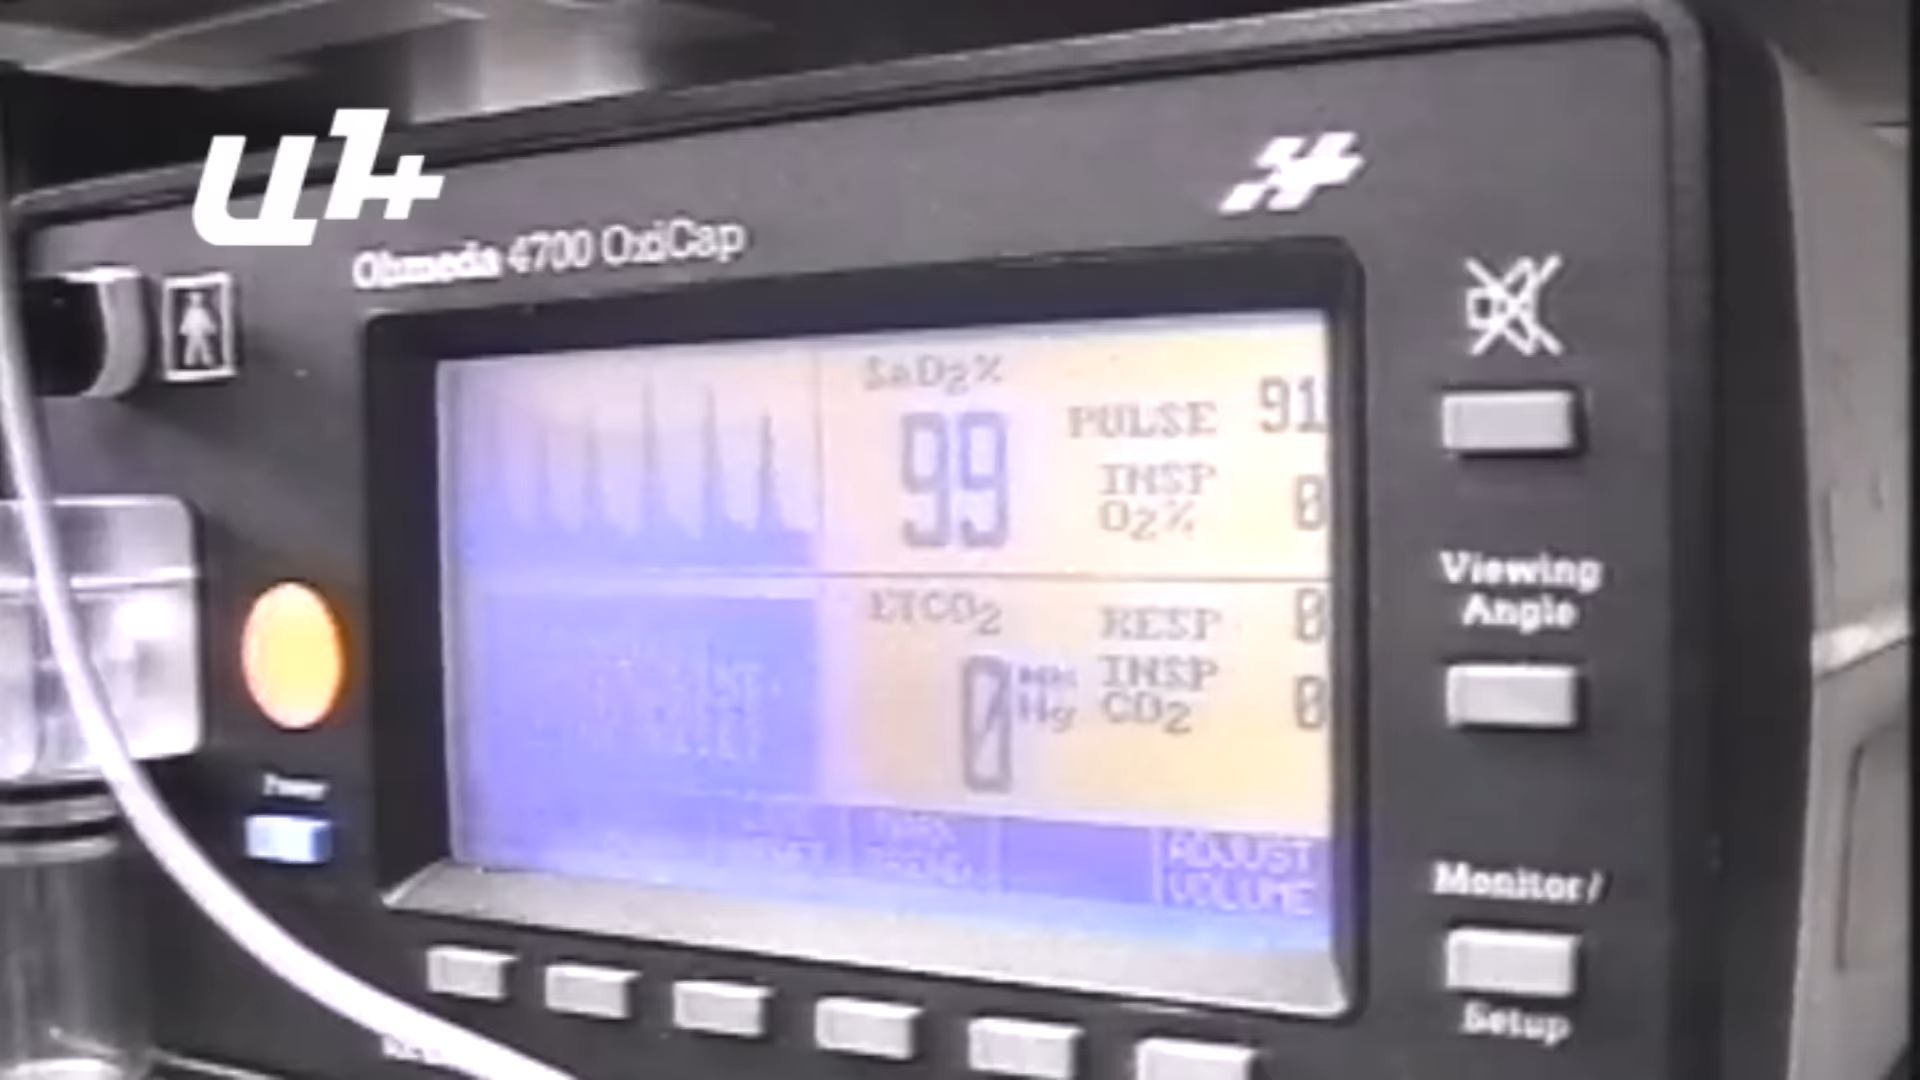 u1+
Ohmeda 4700 OxiCap
SaO2%
99
PULSE 91
INSP
O2% 0
ETCO2
0 MM
Hg
RESP 0
INSP
CO2 0
ADJUST
VOLUME
Viewing
Angle
Monitor/
Setup
Power